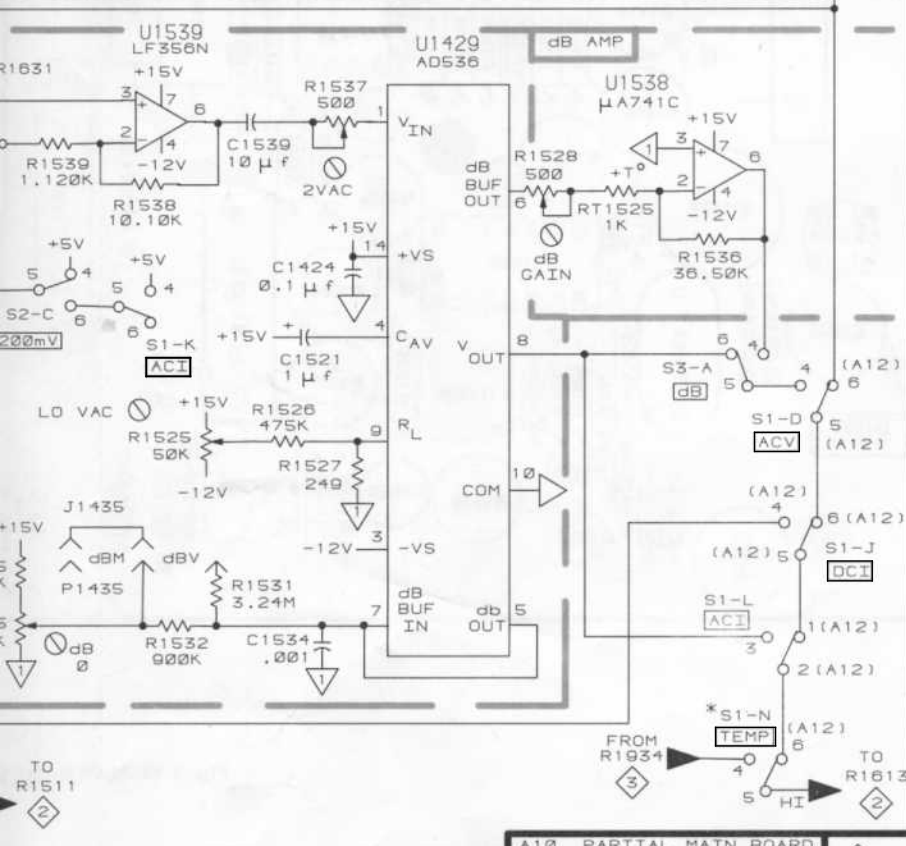 U1539
LF356N
R1631
+15V
3
+
7
6
2
-
4
-12V
R1539
1.120K
R1538
10.10K
C1539
10 µf
R1537
500
2VAC
U1429
AD536
1
VIN
dB
BUF
OUT
6
+15V
14
+VS
C1424
0.1 µf
+15V
+
4
CAV
C1521
1 µf
V
OUT
8
9
RL
COM
10
-12V
3
-VS
7
dB
BUF
IN
db
OUT
5
dB AMP
U1538
µA741C
+15V
1
3
+
7
6
2
-
4
-12V
R1528
500
dB
GAIN
+T°
RT1525
1K
R1536
36.50K
+5V
5
4
6
S2-C
200mV
+5V
5
4
6
S1-K
ACI
LO VAC
+15V
R1525
50K
-12V
R1526
475K
R1527
249
1
J1435
+15V
dBM
dBV
P1435
R1531
3.24M
dB
0
R1532
900K
C1534
.001
1
1
6
4
S3-A
dB
5
4
(A12)
6
S1-D
ACV
5
(A12)
(A12)
4
6 (A12)
(A12)
5
S1-J
DCI
S1-L
ACI
3
1(A12)
2 (A12)
*S1-N
TEMP
(A12)
6
FROM
R1934
3
4
5
HI
TO
R1613
2
TO
R1511
2
A10 PARTIAL MAIN BOARD